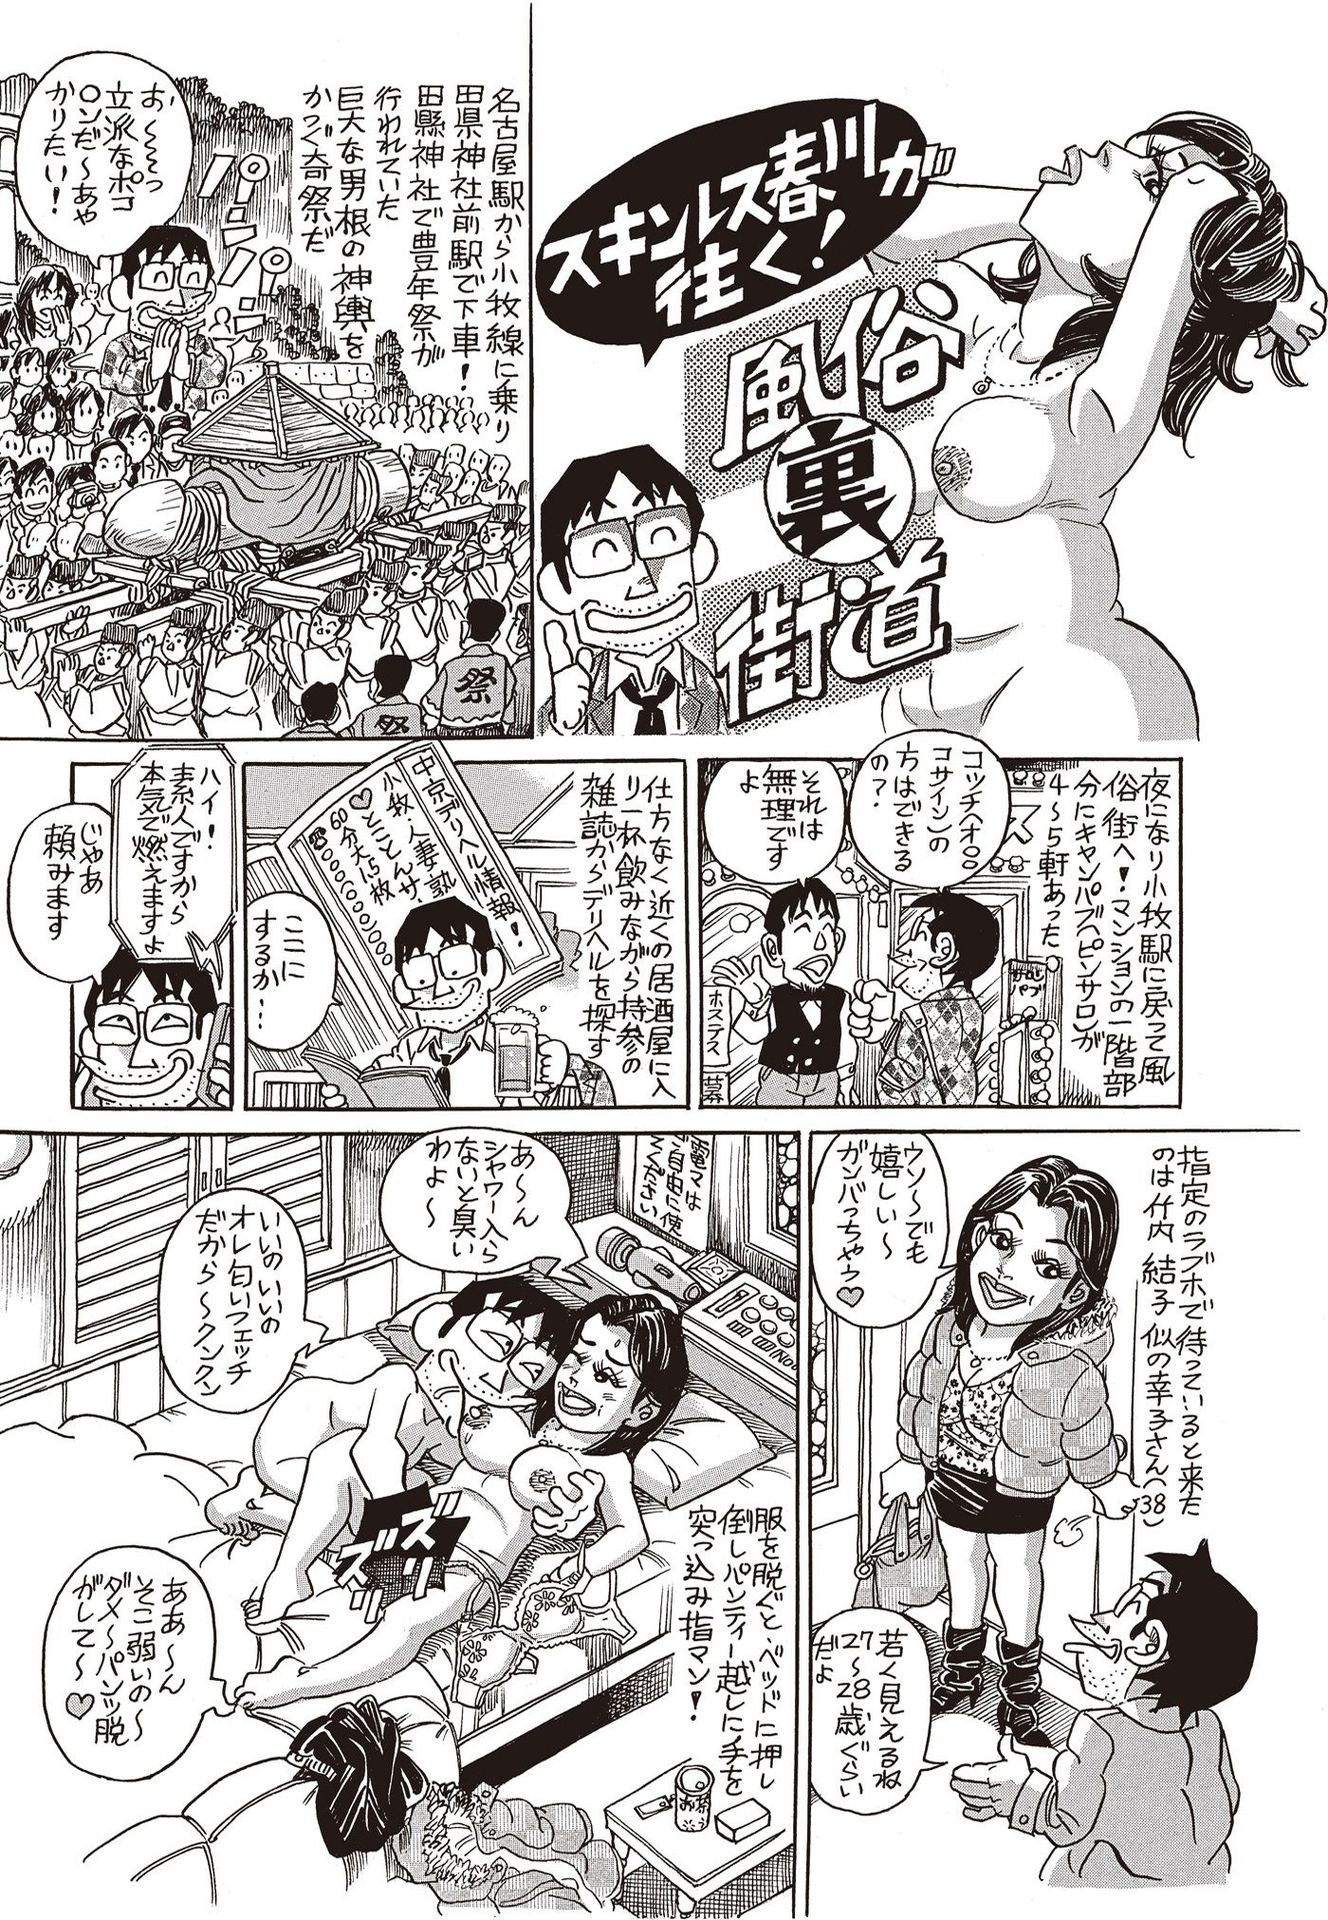 スキンレス春川が
往く!
風俗
裏
街道
名古屋駅から小牧線に乗り
田県神社前駅で下車!
田縣神社で豊年祭が
行われていた
巨大な男根の神輿を
かつぐ奇祭だ
お〜〜〜っ
立派なポコ
○ンだ〜あや
かりたい!
パン
パン
祭
祭
夜になり小牧駅に戻って風
俗街へ!マンションの一階部
分にキャンパブ(ピンサロ)が
4〜5軒あった
コッチ(オ○○
コサイン)の
方はできる
の?
それは
無理です
よ
ホステス
募
仕方なく近くの居酒屋に入
り一杯飲みながら持参の
雑誌からデリヘルを探す
中京デリヘル情報!
小牧・人妻熟
♡とことんサ
60分大1.5枚
ここに
するか…
ハイ!
素人ですから
本気で燃えますよ
じゃあ
頼みます
指定のラブホで待っていると来た
のは竹内結子似の幸子さん(38)
ウソ〜でも
嬉しい〜
ガンバっちゃウ♡
若く見えるね
27〜28歳ぐらい
だよ
電マは
ご自由に使
ってください
あ〜ん
シャワー入ら
ないと臭い
わよ〜
いいのいいの
オレ匂いフェッチ
だから〜クンクン
服を脱ぐと、ベッドに押し
倒しパンティー越しに手を
突っ込み指マン!
ズリ
ズズ
ああ〜ん
そこ弱いの〜
ダメ〜パンツ脱
がして〜♡
お茶